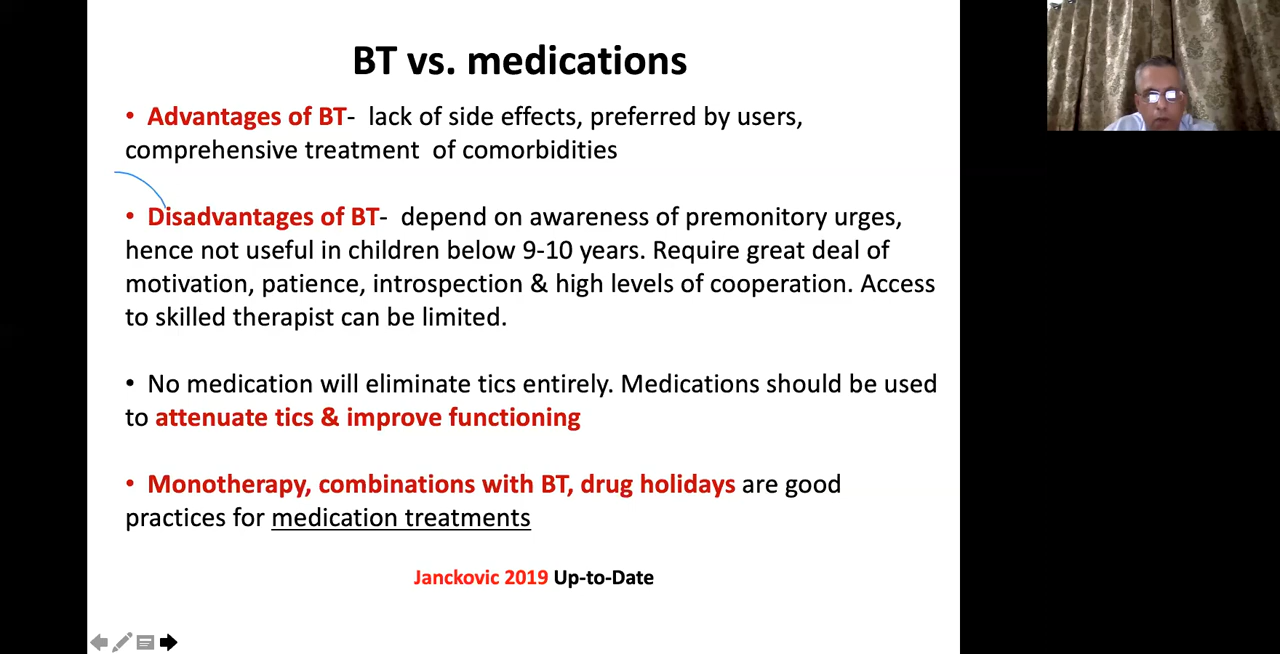 BT vs. medications
• Advantages of BT- lack of side effects, preferred by users,
comprehensive treatment of comorbidities
• Disadvantages of BT- depend on awareness of premonitory urges,
hence not useful in children below 9-10 years. Require great deal of
motivation, patience, introspection & high levels of cooperation. Access
to skilled therapist can be limited.
• No medication will eliminate tics entirely. Medications should be used
to attenuate tics & improve functioning
• Monotherapy, combinations with BT, drug holidays are good
practices for medication treatments
Janckovic 2019 Up-to-Date